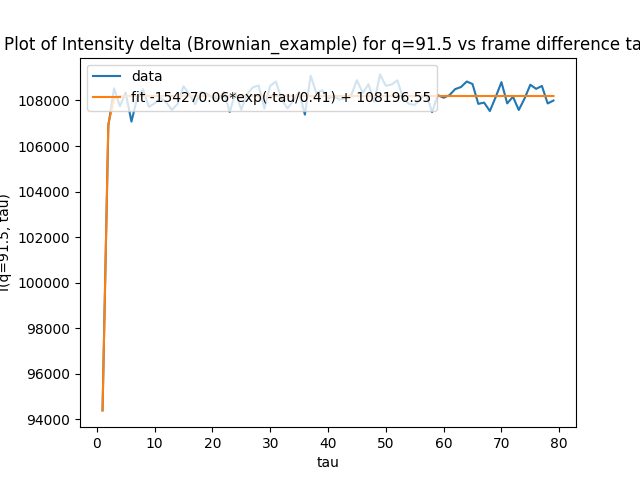 Plot of Intensity delta (Brownian_example) for q=91.5 vs frame difference ta
data
fit -154270.06*exp(-tau/0.41) + 108196.55
108000
106000
104000
102000
100000
98000
96000
94000
I(q=91.5, tau)
0 10 20 30 40 50 60 70 80
tau